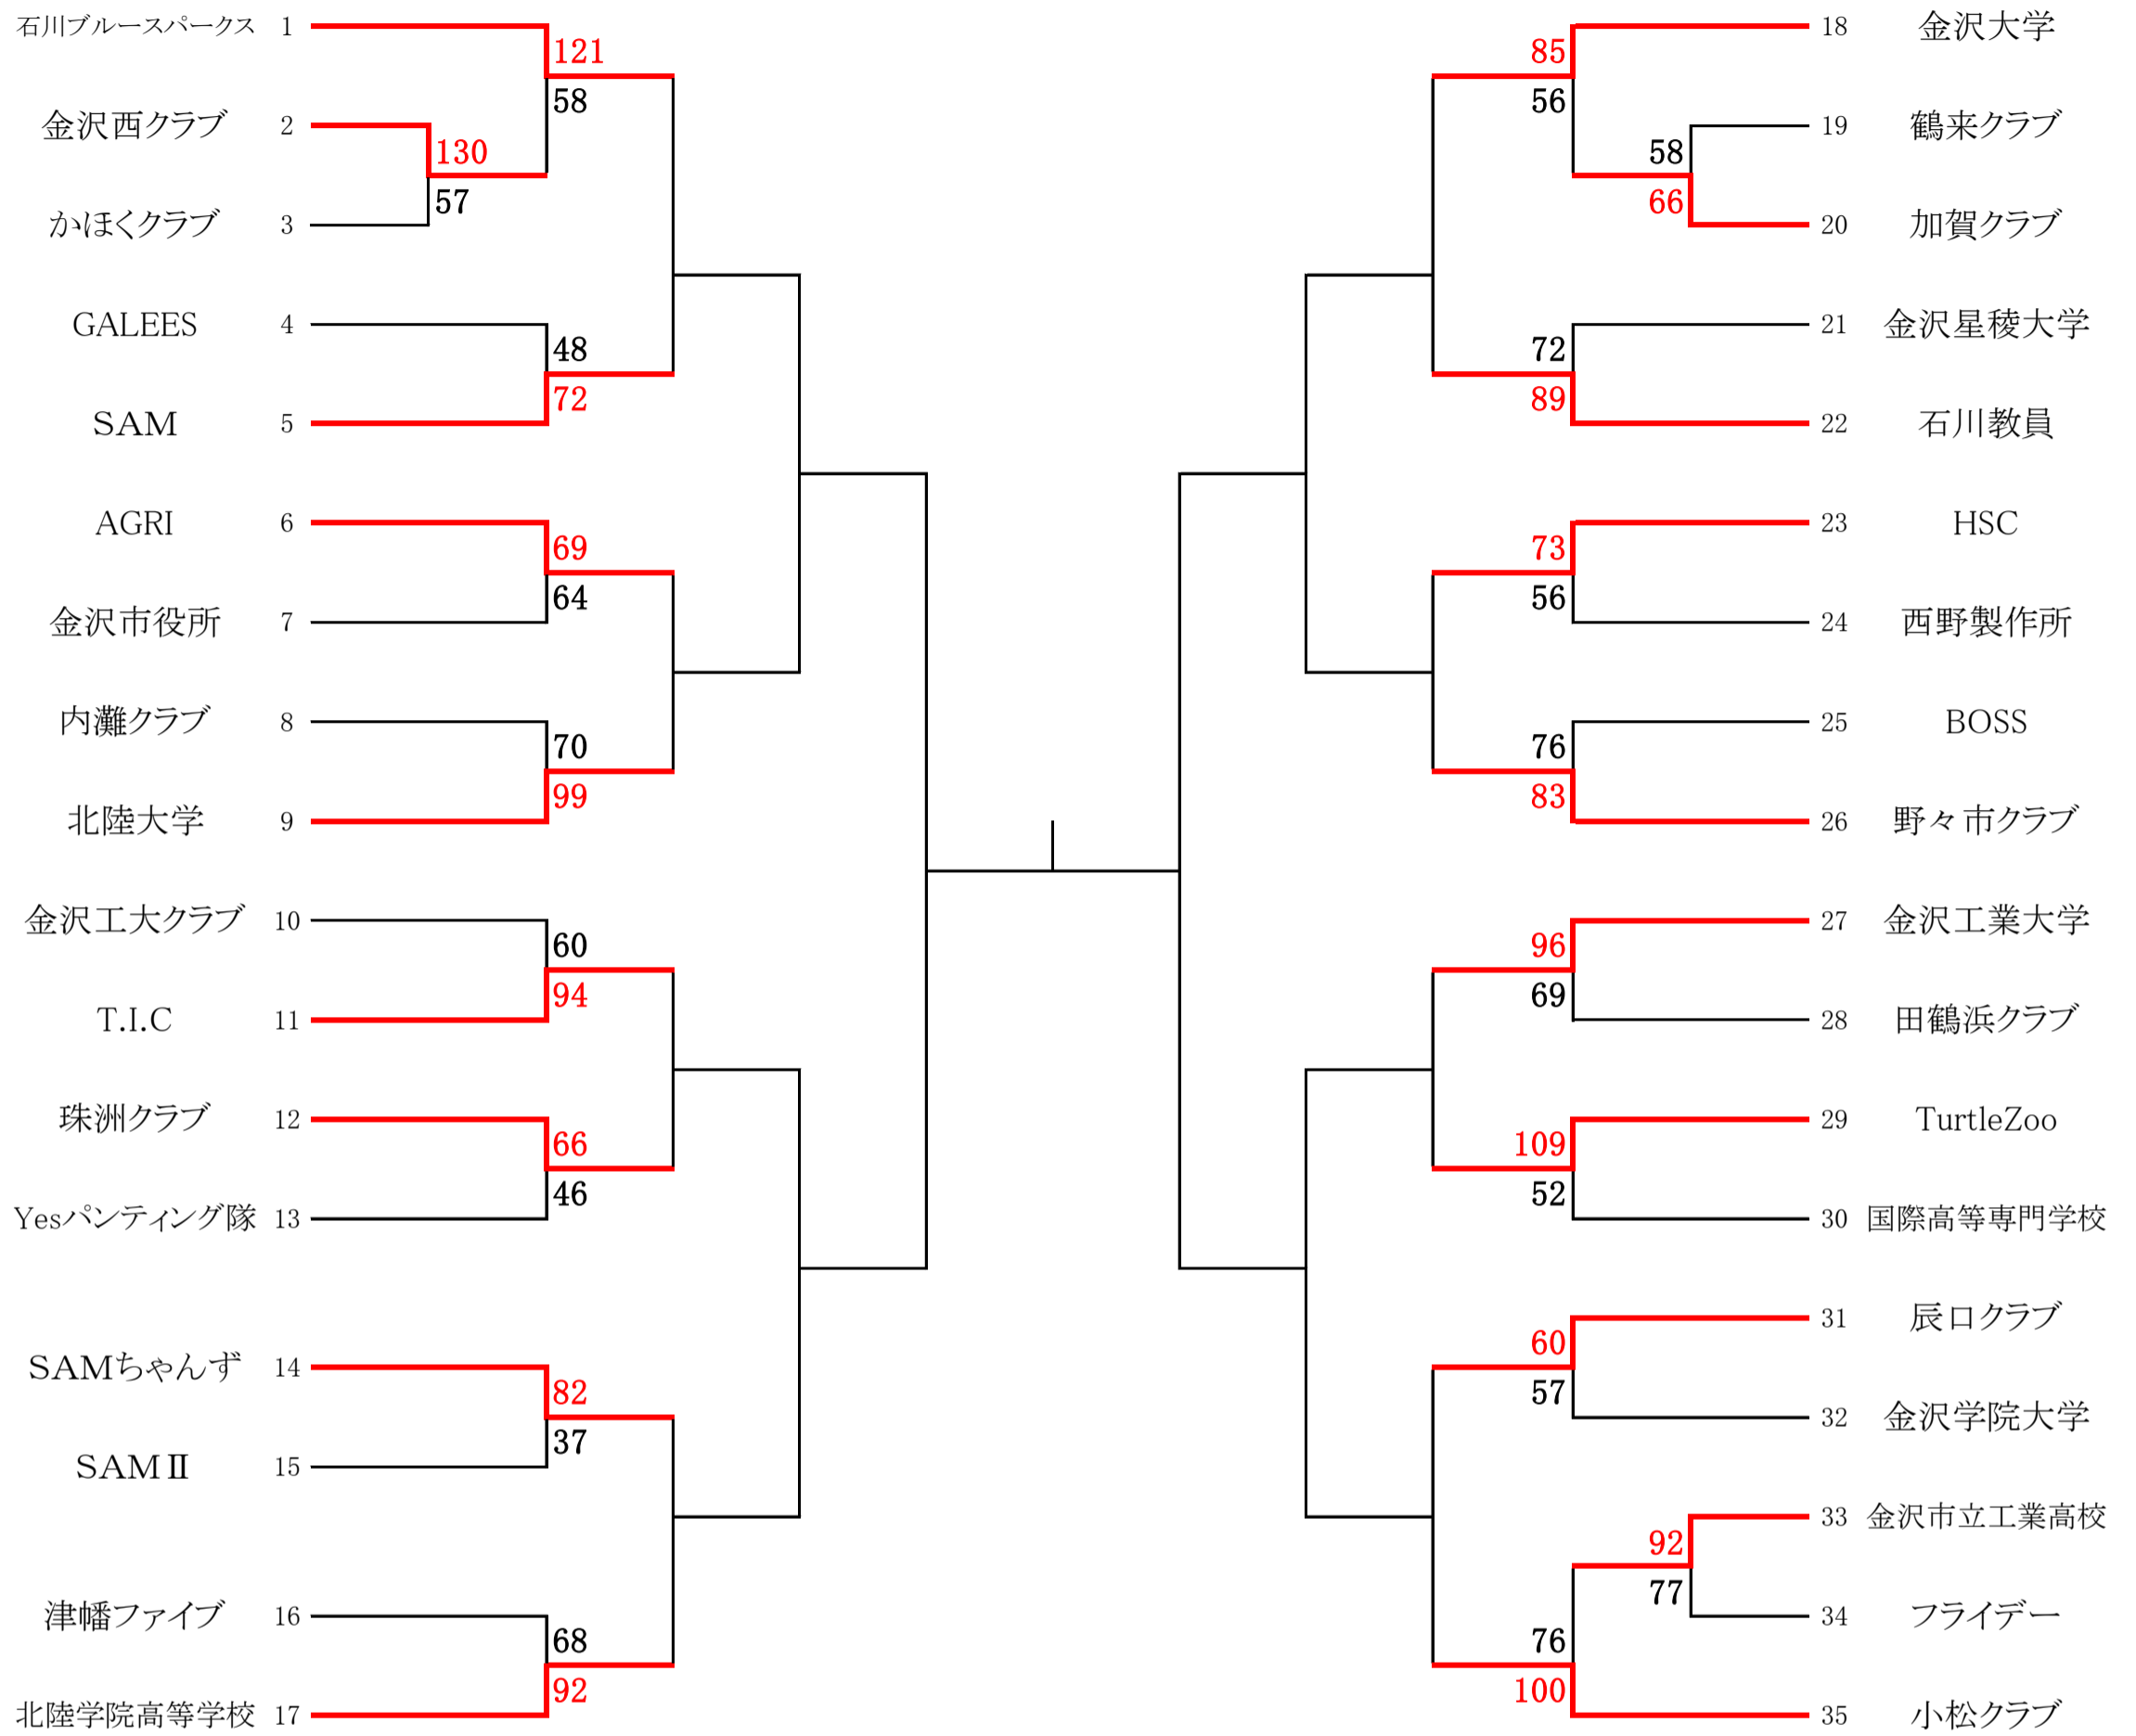 石川ブルースパークス 1
121
58
金沢西クラブ 2
130
57
かほくクラブ 3
GALEES 4
48
72
SAM 5
AGRI 6
69
64
金沢市役所 7
内灘クラブ 8
70
99
北陸大学 9
金沢工大クラブ 10
60
94
T.I.C 11
珠洲クラブ 12
66
46
Yesパンティング隊 13
SAMちゃんず 14
82
37
SAMⅡ 15
津幡ファイブ 16
68
92
北陸学院高等学校 17
18 金沢大学
85
56
19 鶴来クラブ
58
66
20 加賀クラブ
21 金沢星稜大学
72
89
22 石川教員
23 HSC
73
56
24 西野製作所
25 BOSS
76
83
26 野々市クラブ
27 金沢工業大学
96
69
28 田鶴浜クラブ
29 TurtleZoo
109
52
30 国際高等専門学校
31 辰口クラブ
60
57
32 金沢学院大学
33 金沢市立工業高校
92
77
34 フライデー
76
100
35 小松クラブ